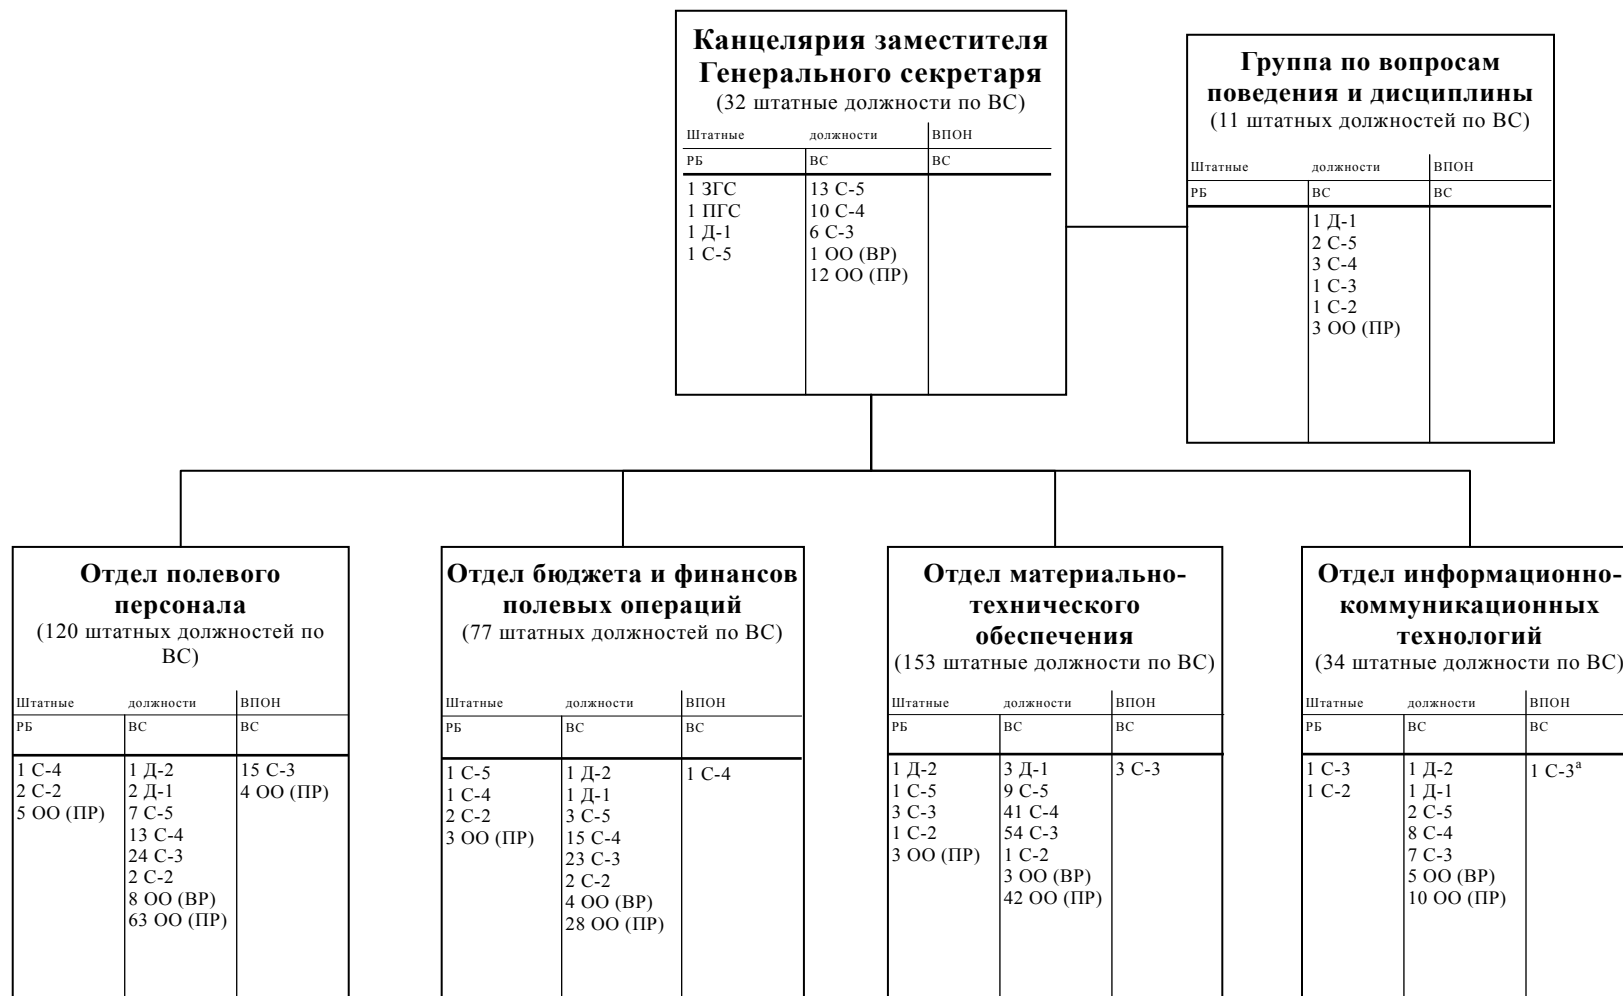 Канцелярия заместителя
Генерального секретаря
(32 штатные должности по ВС)
Штатные должности ВПОН
РБ ВС ВС
1 ЗГС 13 С-5
1 ПГС 10 С-4
1 Д-1 6 С-3
1 С-5 1 ОО (ВР)
12 ОО (ПР)
Группа по вопросам
поведения и дисциплины
(11 штатных должностей по ВС)
Штатные должности ВПОН
РБ ВС ВС
1 Д-1
2 С-5
3 С-4
1 С-3
1 С-2
3 ОО (ПР)
Отдел полевого
персонала
(120 штатных должностей по
ВС)
Штатные должности ВПОН
РБ ВС ВС
1 С-4 1 Д-2 15 С-3
2 С-2 2 Д-1 4 ОО (ПР)
5 ОО (ПР) 7 С-5
13 С-4
24 С-3
2 С-2
8 ОО (ВР)
63 ОО (ПР)
Отдел бюджета и финансов
полевых операций
(77 штатных должностей по ВС)
Штатные должности ВПОН
РБ ВС ВС
1 С-5 1 Д-2 1 С-4
1 С-4 1 Д-1
2 С-2 3 С-5
3 ОО (ПР) 15 С-4
23 С-3
2 С-2
4 ОО (ВР)
28 ОО (ПР)
Отдел материально-
технического
обеспечения
(153 штатные должности по ВС)
Штатные должности ВПОН
РБ ВС ВС
1 Д-2 3 Д-1 3 С-3
1 С-5 9 С-5
3 С-3 41 С-4
1 С-2 54 С-3
3 ОО (ПР) 1 С-2
3 ОО (ВР)
42 ОО (ПР)
Отдел информационно-
коммуникационных
технологий
(34 штатные должности по ВС)
Штатные должности ВПОН
РБ ВС ВС
1 С-3 1 Д-2 1 С-3ª
1 С-2 1 Д-1
2 С-5
8 С-4
7 С-3
5 ОО (ВР)
10 ОО (ПР)